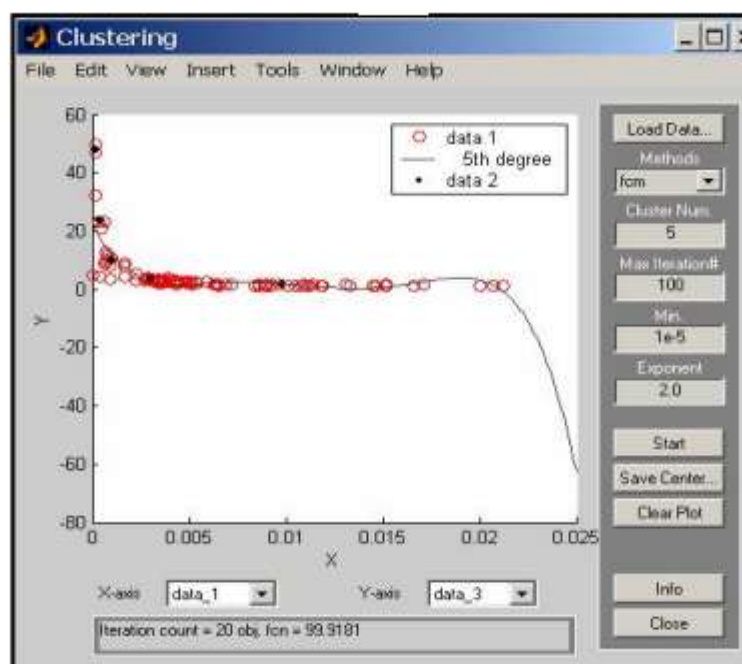 Clustering
File Edit View Insert Tools Window Help
60
40
20
0
-20
-40
-60
-80
Y
data 1
5th degree
data 2
0 0.005 0.01 0.015 0.02 0.025
X
X-axis data_1 Y-axis data_3
Iteration count = 20 obj. fcn = 99.9181
Load Data...
Methods
fcm
Cluster Num.
5
Max Iteration#
100
Min.
1e-5
Exponent
2.0
Start
Save Center...
Clear Plot
Info
Close